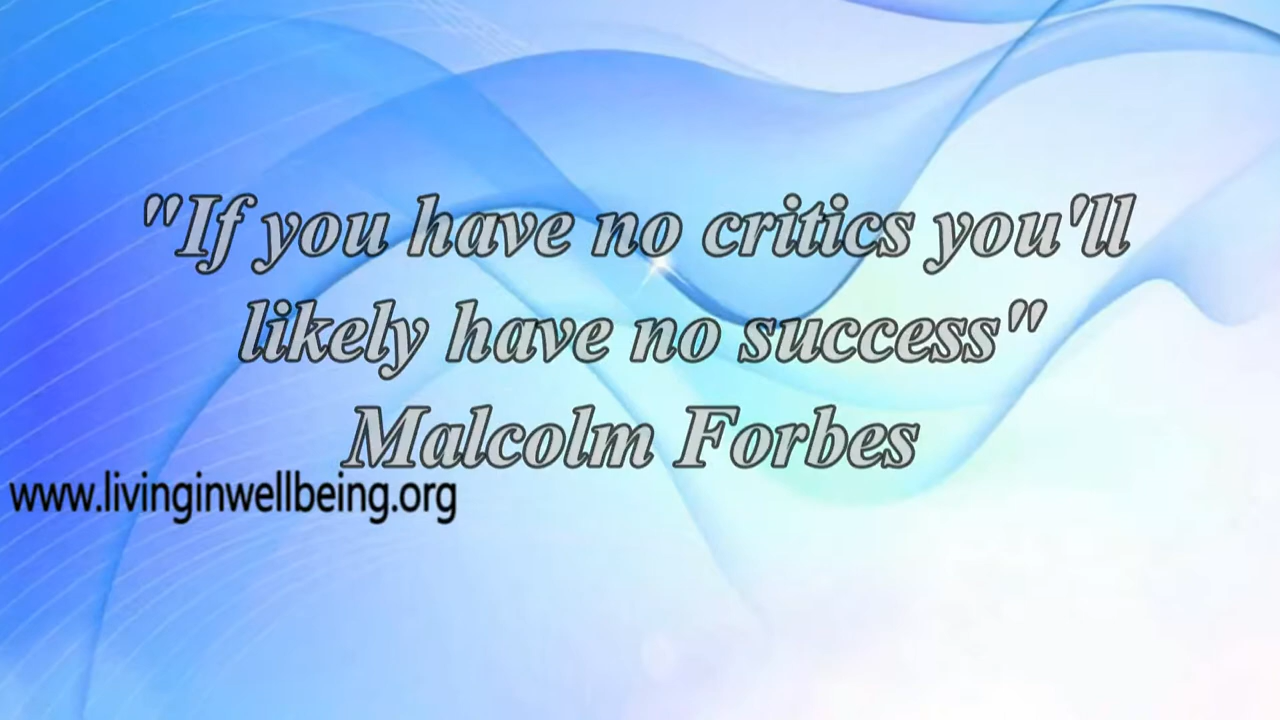 "If you have no critics you'll
likely have no success"
Malcolm Forbes
www.livinginwellbeing.org